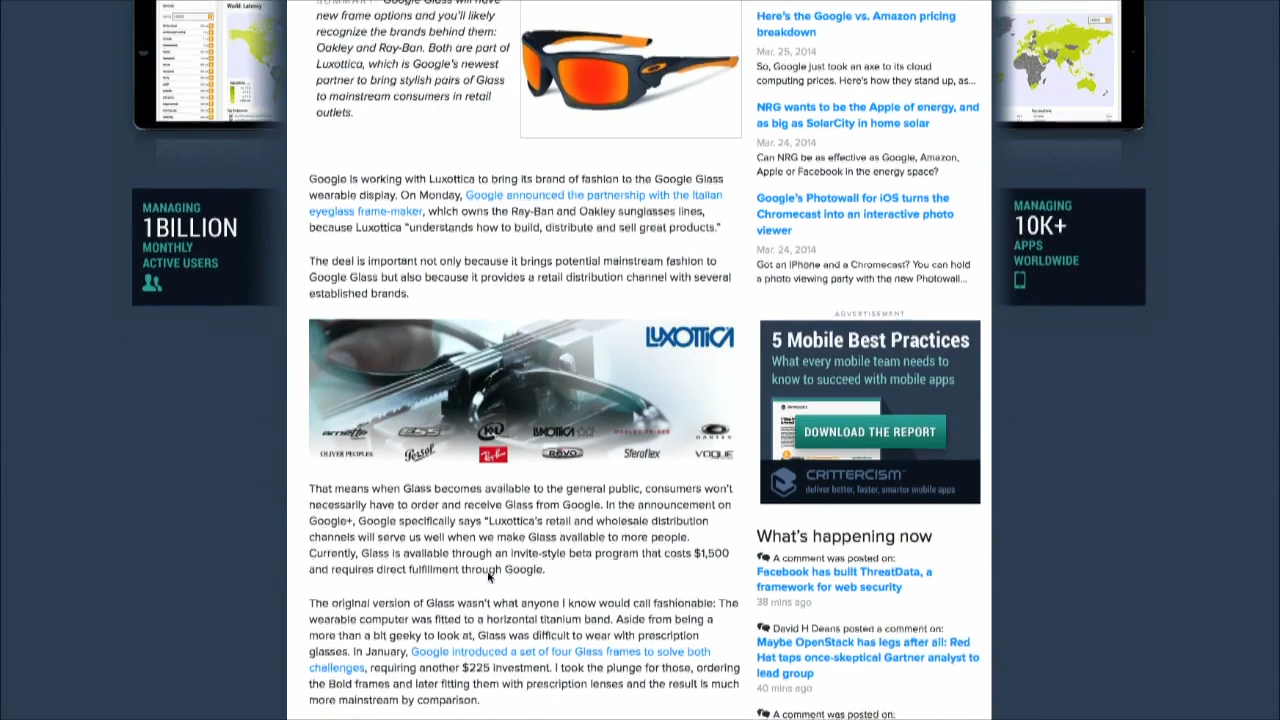 World: Latency
SUMMARY: Google Glass will have
new frame options and you'll likely
recognize the brands behind them:
Oakley and Ray-Ban. Both are part of
Luxottica, which is Google's newest
partner to bring stylish pairs of Glass
to mainstream consumers in retail
outlets.
Google is working with Luxottica to bring its brand of fashion to the Google Glass
wearable display. On Monday, Google announced the partnership with the Italian
eyeglass frame-maker, which owns the Ray-Ban and Oakley sunglasses lines,
because Luxottica "understands how to build, distribute and sell great products."
The deal is important not only because it brings potential mainstream fashion to
Google Glass but also because it provides a retail distribution channel with several
established brands.
LUXOTTICA
arnette
ESS
K&L
LUXOTTICA
OAKLEY
OLIVER PEOPLES
Persol
Ray-Ban
REVO
Sferoflex
VOGUE
That means when Glass becomes available to the general public, consumers won't
necessarily have to order and receive Glass from Google. In the announcement on
Google+, Google specifically says "Luxottica's retail and wholesale distribution
channels will serve us well when we make Glass available to more people.
Currently, Glass is available through an invite-style beta program that costs $1,500
and requires direct fulfillment through Google.
The original version of Glass wasn't what anyone I know would call fashionable: The
wearable computer was fitted to a horizontal titanium band. Aside from being a
more than a bit geeky to look at, Glass was difficult to wear with prescription
glasses. In January, Google introduced a set of four Glass frames to solve both
challenges, requiring another $225 investment. I took the plunge for those, ordering
the Bold frames and later fitting them with prescription lenses and the result is much
more mainstream by comparison.
Here's the Google vs. Amazon pricing
breakdown
Mar. 25, 2014
So, Google just took an axe to its cloud
computing prices. Here's how they stand up, as...
NRG wants to be the Apple of energy, and
as big as SolarCity in home solar
Mar. 24, 2014
Can NRG be as effective as Google, Amazon,
Apple or Facebook in the energy space?
Google's Photowall for iOS turns the
Chromecast into an interactive photo
viewer
Mar. 24, 2014
Got an iPhone and a Chromecast? You can hold
a photo viewing party with the new Photowall...
ADVERTISEMENT
5 Mobile Best Practices
What every mobile team needs to
know to succeed with mobile apps
DOWNLOAD THE REPORT
CRITTERCISM™
deliver better, faster, smarter mobile apps
What's happening now
A comment was posted on:
Facebook has built ThreatData, a
framework for web security
38 mins ago
David H Deans posted a comment on:
Maybe OpenStack has legs after all: Red
Hat taps once-skeptical Gartner analyst to
lead group
40 mins ago
A comment was posted on:
MANAGING
1BILLION
MONTHLY
ACTIVE USERS
MANAGING
10K+
APPS
WORLDWIDE